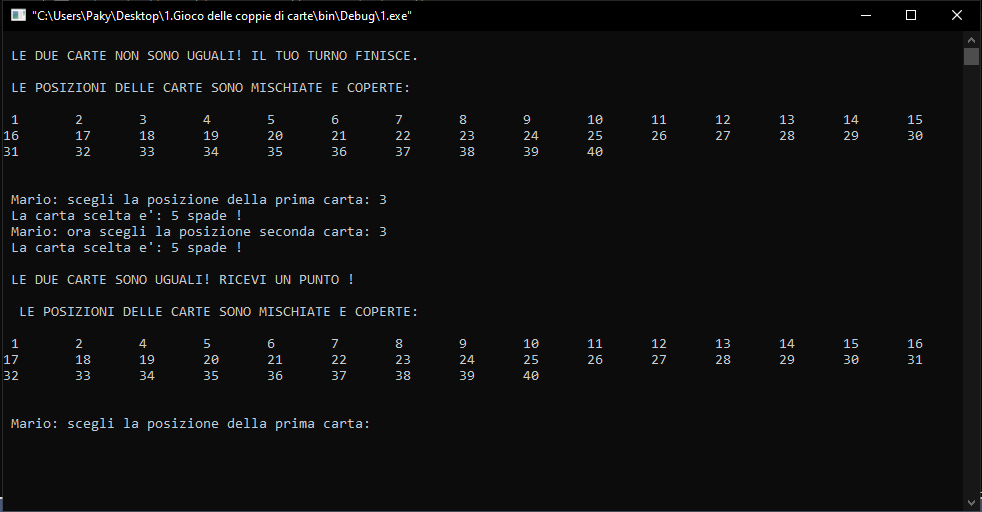 "C:\Users\Paky\Desktop\1.Gioco delle coppie di carte\bin\Debug\1.exe"
LE DUE CARTE NON SONO UGUALI! IL TUO TURNO FINISCE.
LE POSIZIONI DELLE CARTE SONO MISCHIATE E COPERTE:
1 2 3 4 5 6 7 8 9 10 11 12 13 14 15
16 17 18 19 20 21 22 23 24 25 26 27 28 29 30
31 32 33 34 35 36 37 38 39 40
Mario: scegli la posizione della prima carta: 3
La carta scelta e': 5 spade !
Mario: ora scegli la posizione seconda carta: 3
La carta scelta e': 5 spade !
LE DUE CARTE SONO UGUALI! RICEVI UN PUNTO !
LE POSIZIONI DELLE CARTE SONO MISCHIATE E COPERTE:
1 2 4 5 6 7 8 9 10 11 12 13 14 15 16
17 18 19 20 21 22 23 24 25 26 27 28 29 30 31
32 33 34 35 36 37 38 39 40
Mario: scegli la posizione della prima carta: